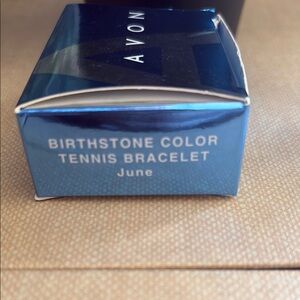 AVON
BIRTHSTONE COLOR
TENNIS BRACELET
June